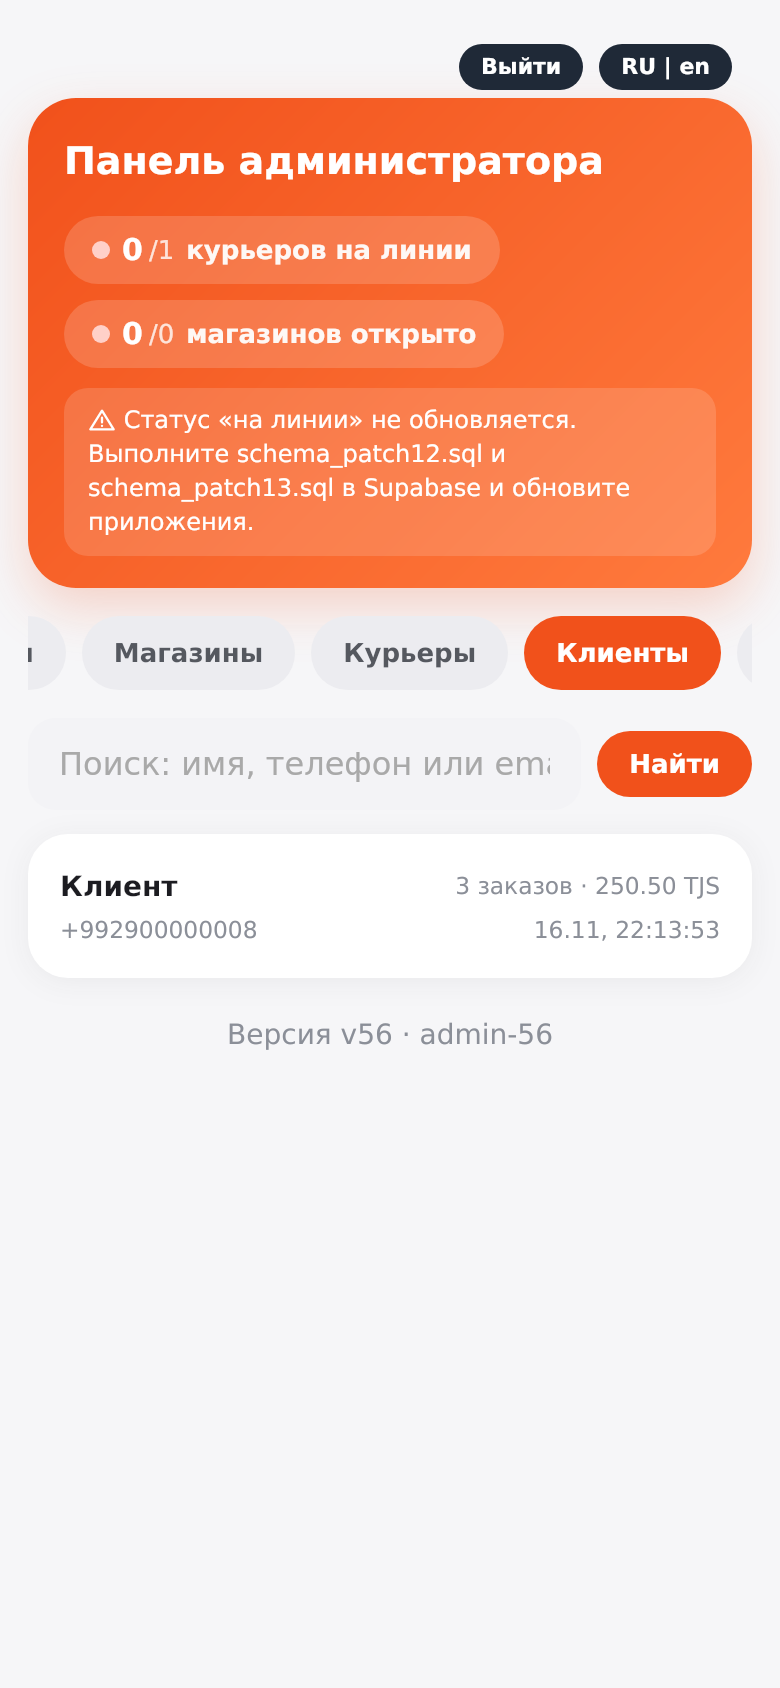 Выйти
RU | en
Панель администратора
0 /1 курьеров на линии
0 /0 магазинов открыто
⚠ Статус «на линии» не обновляется.
Выполните schema_patch12.sql и
schema_patch13.sql в Supabase и обновите
приложения.
Магазины
Курьеры
Клиенты
Поиск: имя, телефон или ema
Найти
Клиент
3 заказов · 250.50 TJS
+992900000008
16.11, 22:13:53
Версия v56 · admin-56